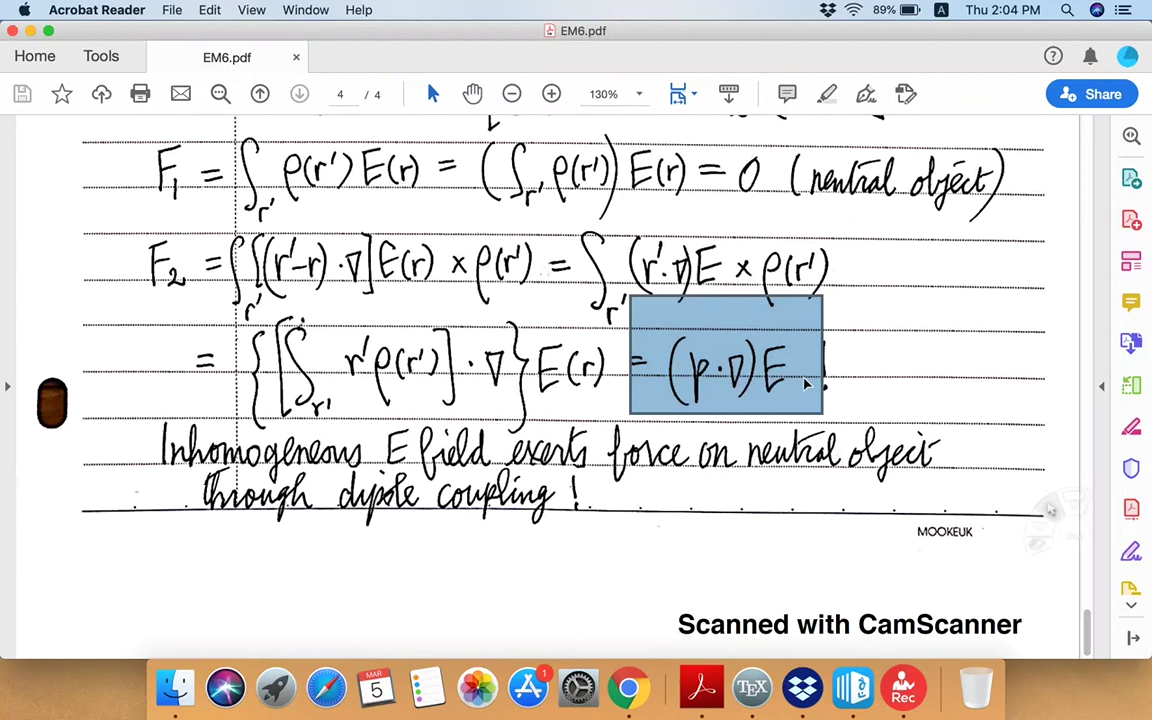 Acrobat Reader File Edit View Window Help 89% A Thu 2:04 PM
EM6.pdf
Home Tools EM6.pdf ×
4 / 4 130% Share
F₁ = ∫r' ρ(r') E(r) = (∫r' ρ(r')) E(r) = 0 (neutral object)
F₂ = ∫r' [(r'-r)·∇] E(r) × ρ(r') = ∫r' (r'·∇)E × ρ(r')
= {[∫r' r'ρ(r')]·∇} E(r) = (p·∇)E !
Inhomogeneous E field exerts force on neutral object
through dipole coupling !
MOOKEUK
Scanned with CamScanner
MAR
5
1
TEX
Rec